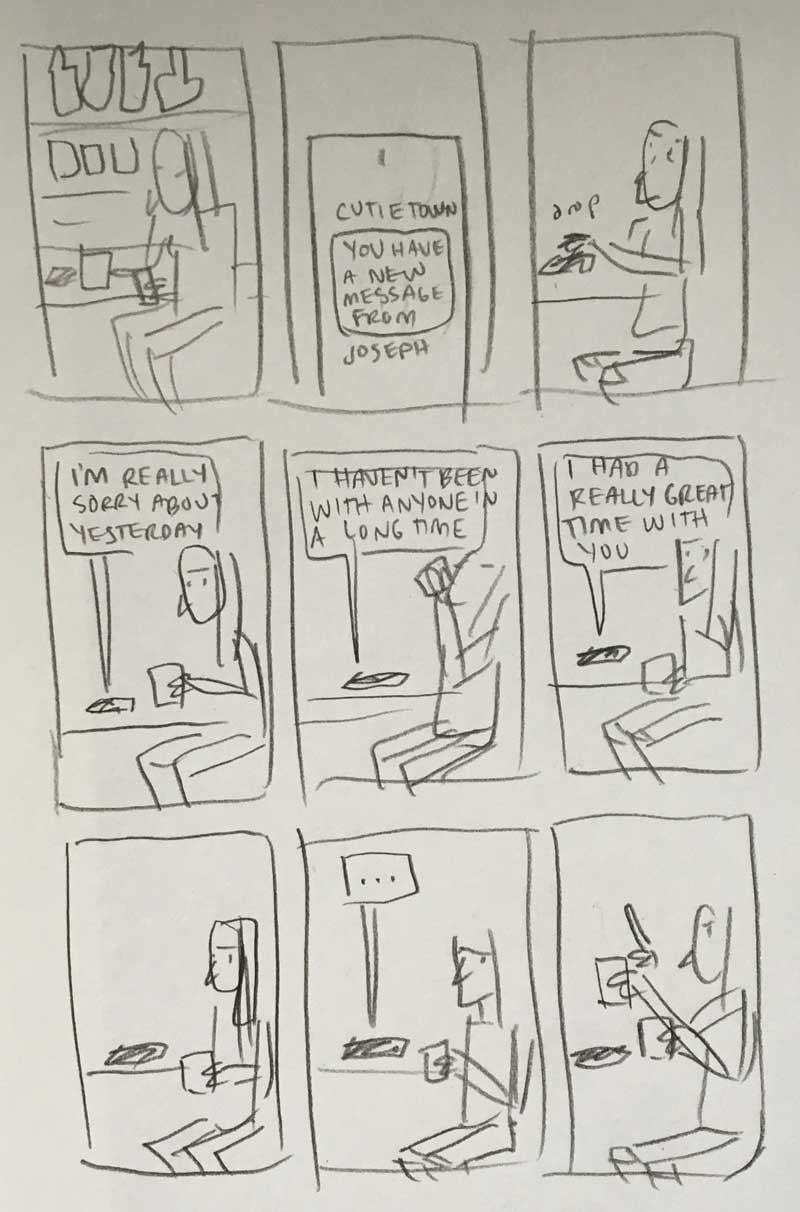 CUTIETOWN
YOU HAVE
A NEW
MESSAGE
FROM
JOSEPH
drop
I'M REALLY
SORRY ABOUT
YESTERDAY
I HAVEN'T BEEN
WITH ANYONE IN
A LONG TIME
I HAD A
REALLY GREAT
TIME WITH
YOU
...